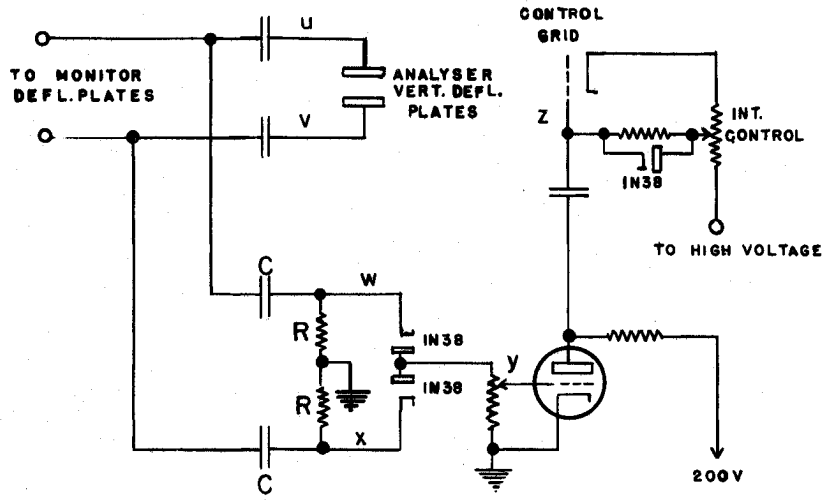 CONTROL
GRID
u
TO MONITOR
DEFL. PLATES
ANALYSER
VERT. DEFL.
PLATES
V
Z
INT.
CONTROL
IN38
TO HIGH VOLTAGE
C
W
R
IN38
y
IN38
R
X
C
200V